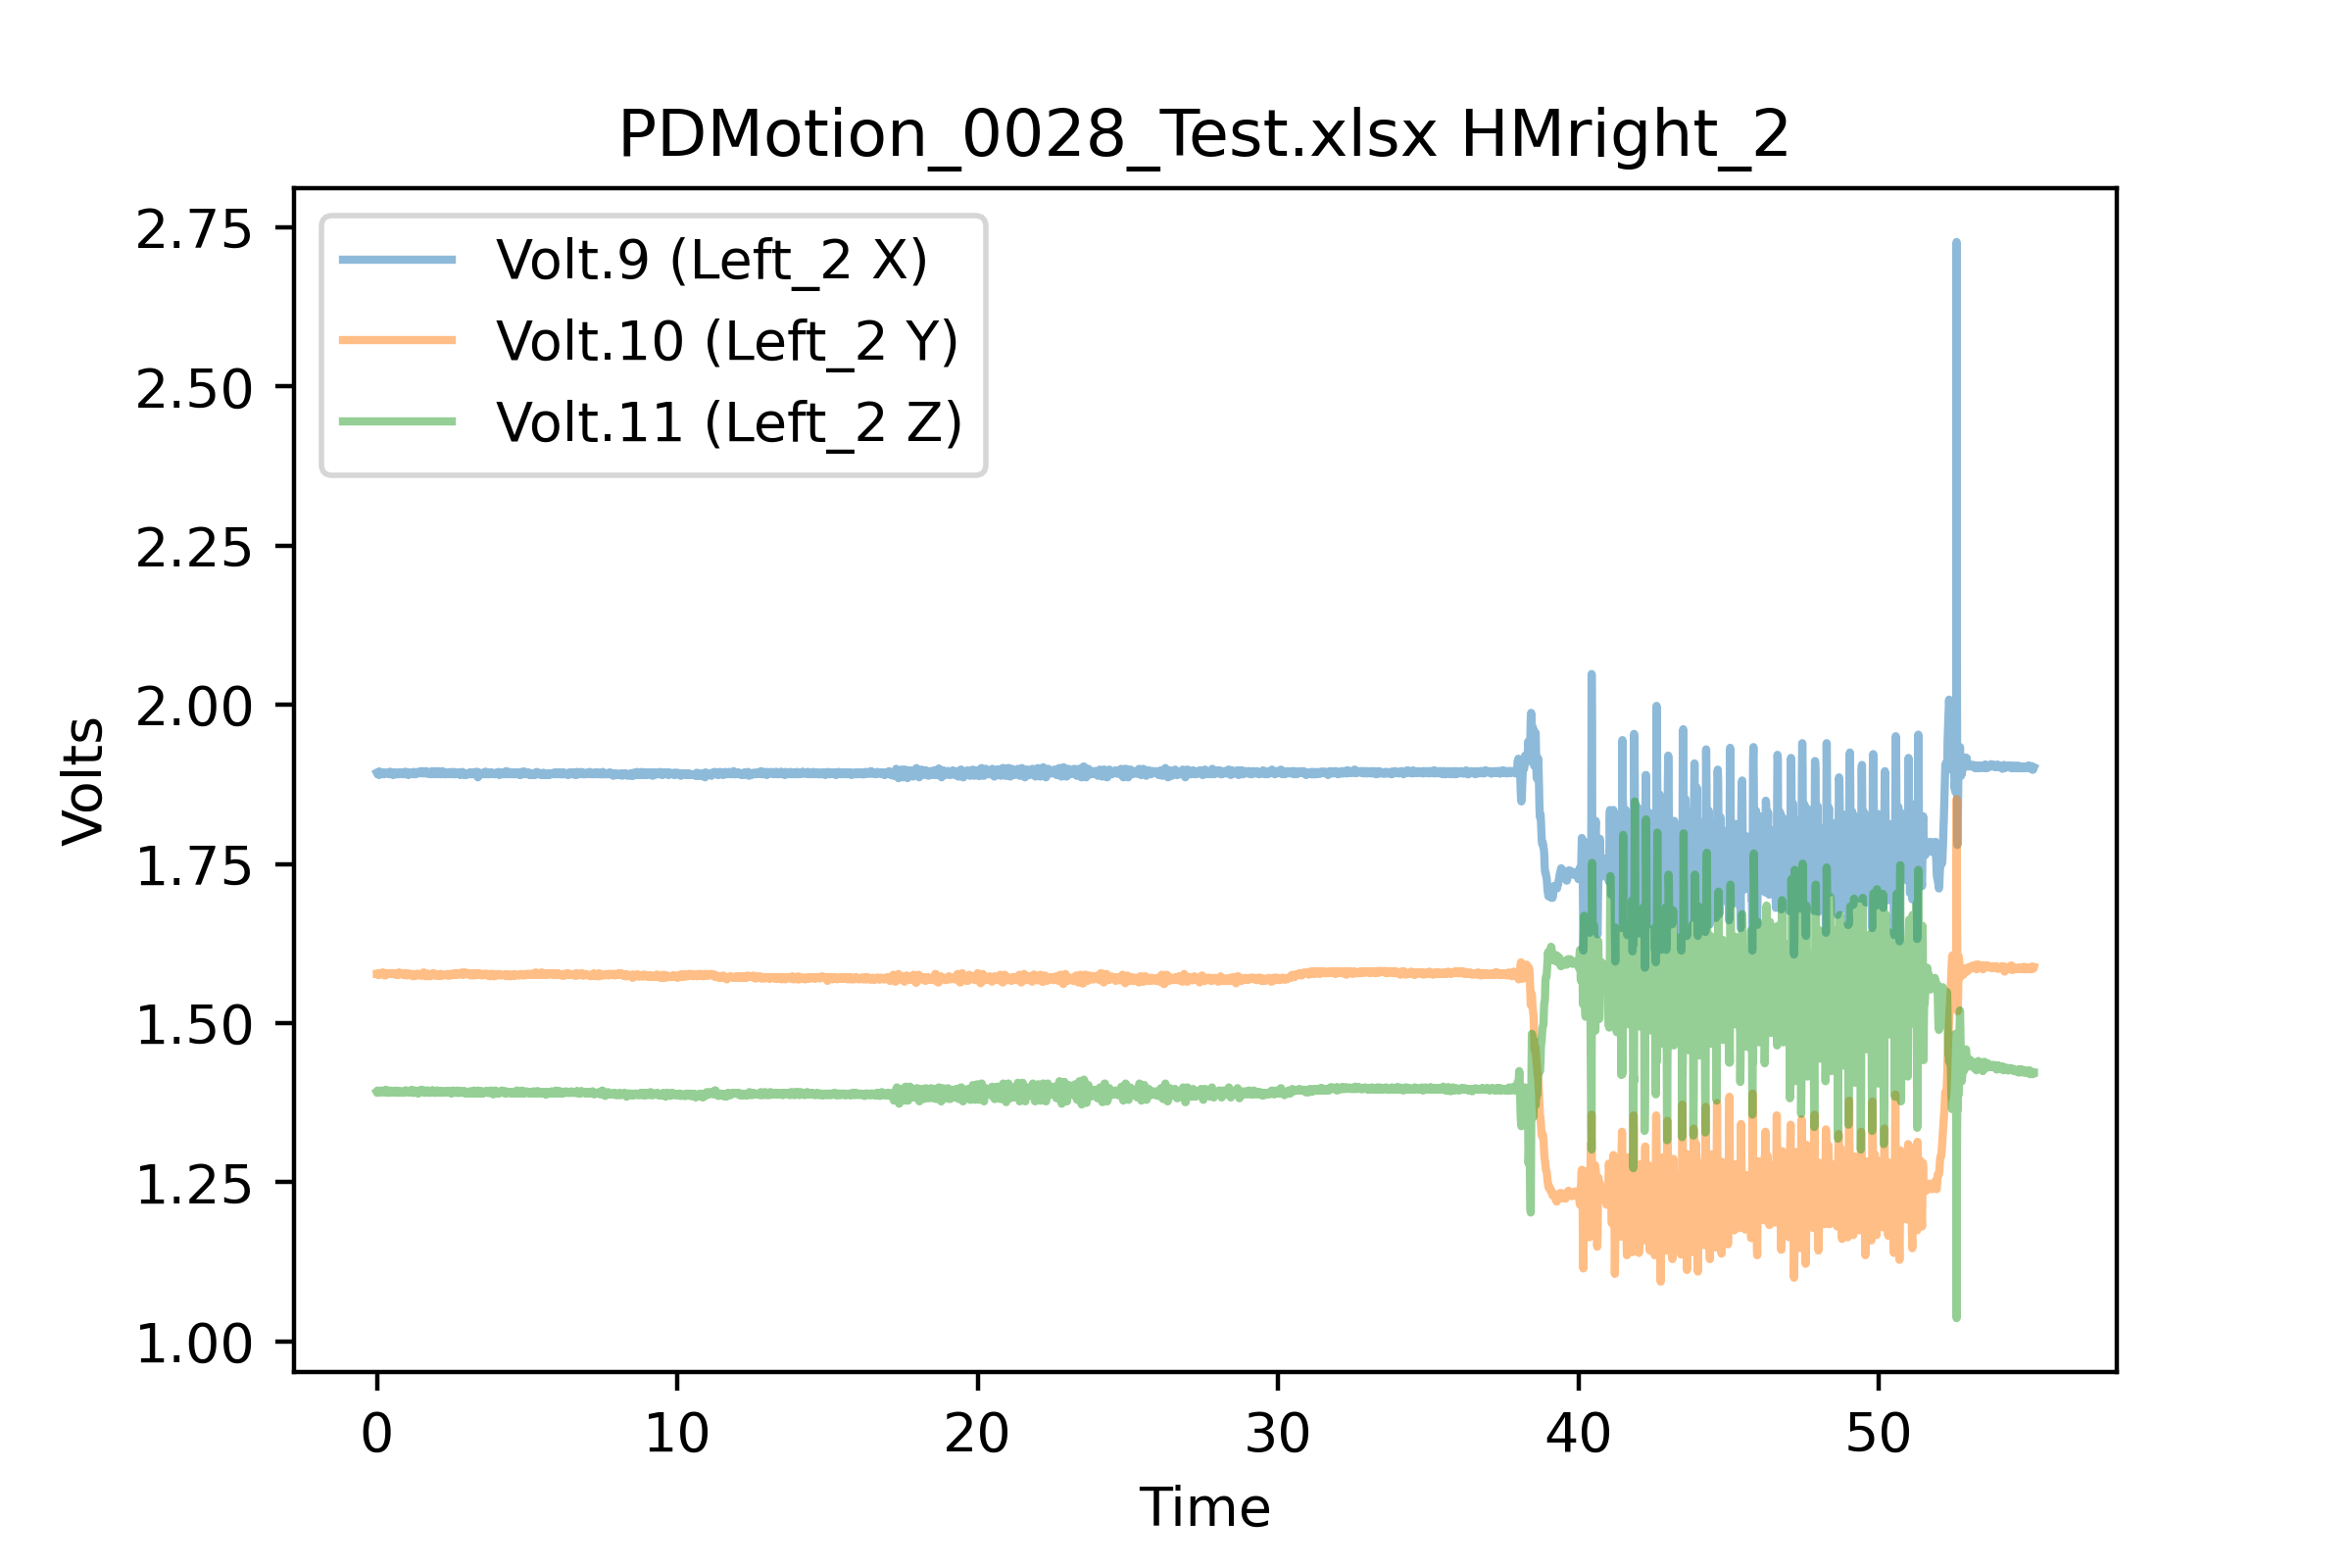 PDMotion_0028_Test.xlsx HMright_2
2.75
2.50
2.25
2.00
1.75
1.50
1.25
1.00
Volts
Volt.9 (Left_2 X)
Volt.10 (Left_2 Y)
Volt.11 (Left_2 Z)
0 10 20 30 40 50
Time